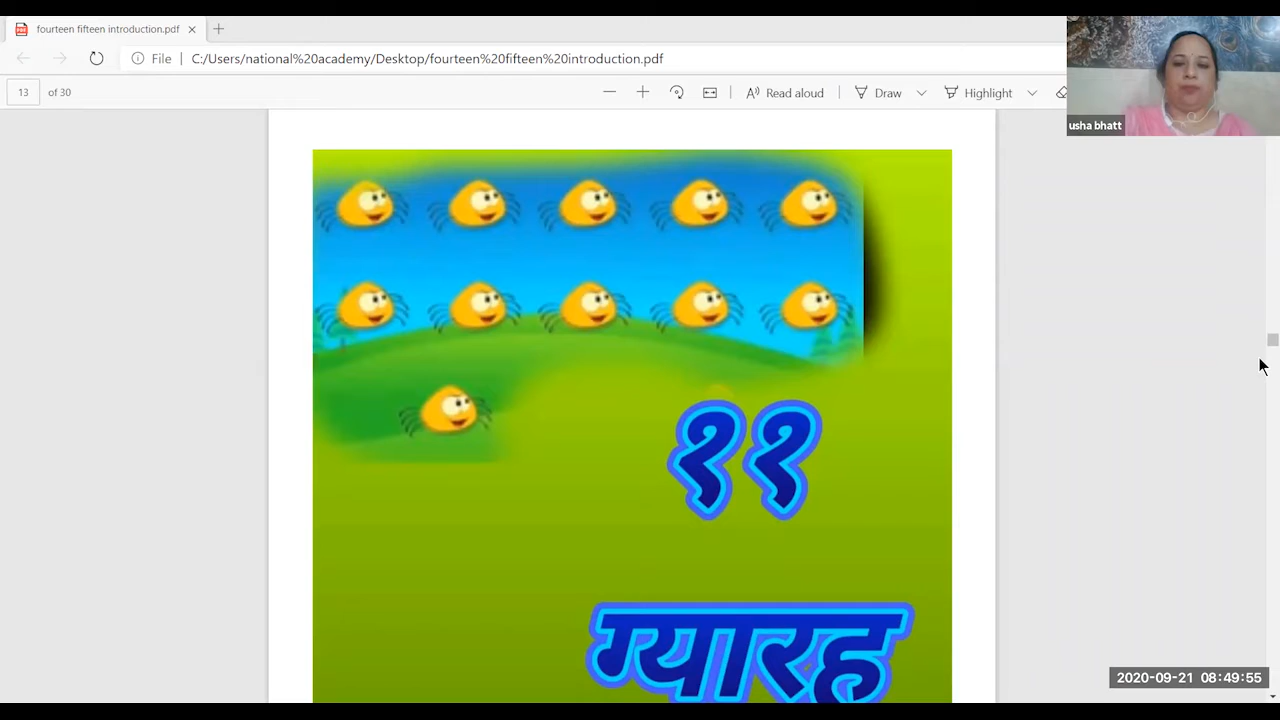 fourteen fifteen introduction.pdf
File | C:/Users/national%20academy/Desktop/fourteen%20fifteen%20introduction.pdf
13 of 30 Read aloud Draw Highlight
usha bhatt
११
ग्यारह
2020-09-21 08:49:55